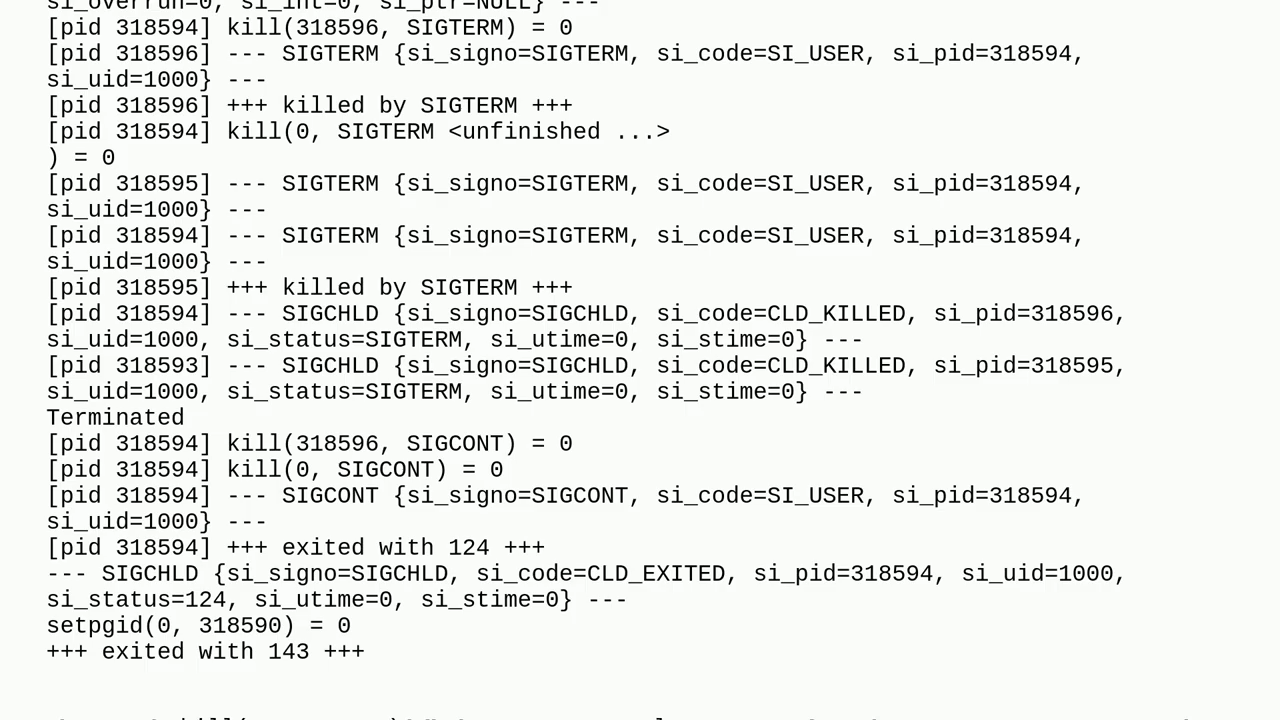 si_overrun=0, si_int=0, si_ptr=NULL} ---
[pid 318594] kill(318596, SIGTERM) = 0
[pid 318596] --- SIGTERM {si_signo=SIGTERM, si_code=SI_USER, si_pid=318594,
si_uid=1000} ---
[pid 318596] +++ killed by SIGTERM +++
[pid 318594] kill(0, SIGTERM <unfinished ...>
) = 0
[pid 318595] --- SIGTERM {si_signo=SIGTERM, si_code=SI_USER, si_pid=318594,
si_uid=1000} ---
[pid 318594] --- SIGTERM {si_signo=SIGTERM, si_code=SI_USER, si_pid=318594,
si_uid=1000} ---
[pid 318595] +++ killed by SIGTERM +++
[pid 318594] --- SIGCHLD {si_signo=SIGCHLD, si_code=CLD_KILLED, si_pid=318596,
si_uid=1000, si_status=SIGTERM, si_utime=0, si_stime=0} ---
[pid 318593] --- SIGCHLD {si_signo=SIGCHLD, si_code=CLD_KILLED, si_pid=318595,
si_uid=1000, si_status=SIGTERM, si_utime=0, si_stime=0} ---
Terminated
[pid 318594] kill(318596, SIGCONT) = 0
[pid 318594] kill(0, SIGCONT) = 0
[pid 318594] --- SIGCONT {si_signo=SIGCONT, si_code=SI_USER, si_pid=318594,
si_uid=1000} ---
[pid 318594] +++ exited with 124 +++
--- SIGCHLD {si_signo=SIGCHLD, si_code=CLD_EXITED, si_pid=318594, si_uid=1000,
si_status=124, si_utime=0, si_stime=0} ---
setpgid(0, 318590) = 0
+++ exited with 143 +++